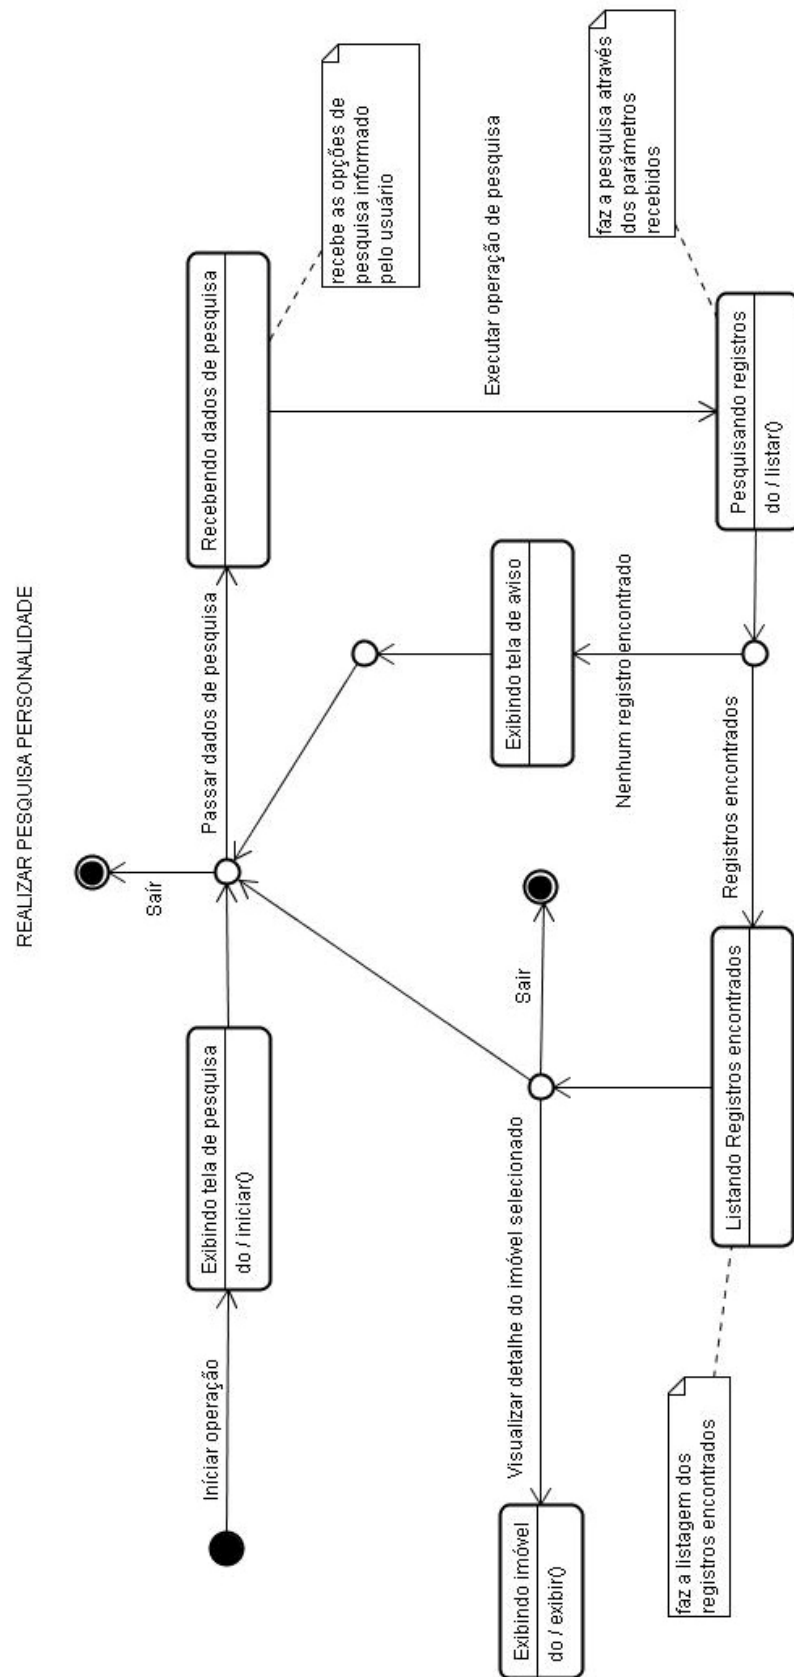 REALIZAR PESQUISA PERSONALIDADE
Iníciar operação
Exibindo tela de pesquisa
do / iniciar()
Saír
Passar dados de pesquisa
Recebendo dados de pesquisa
recebe as opções de
pesquisa informado
pelo usuário
Executar operação de pesquisa
faz a pesquisa através
dos parámetros
recebidos
Pesquisando registros
do / listar()
Nenhum registro encontrado
Exibindo tela de aviso
Registros encontrados
Listando Registros encontrados
faz a listagem dos
registros encontrados
Sair
Visualizar detalhe do imóvel selecionado
Exibindo imóvel
do / exibir()